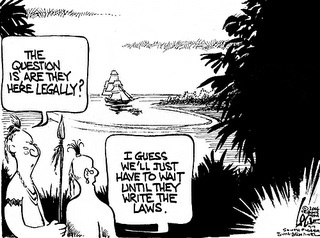 THE
QUESTION
IS, ARE THEY
HERE LEGALLY?
I GUESS
WE'LL JUST
HAVE TO WAIT
UNTIL THEY
WRITE THE
LAWS.